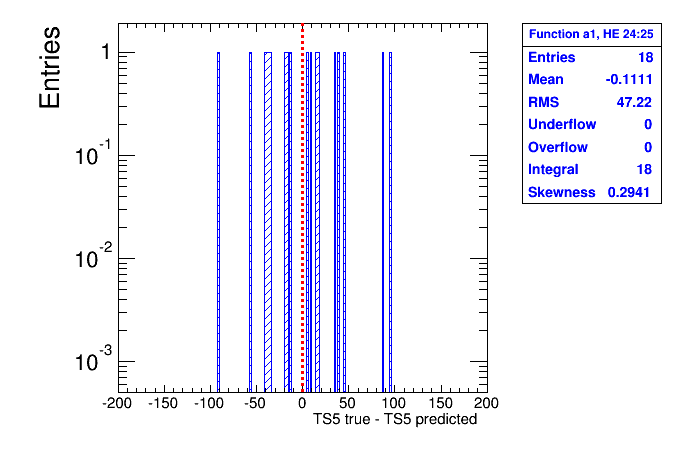 Function a1, HE 24:25
Entries 18
Mean -0.1111
RMS 47.22
Underflow 0
Overflow 0
Integral 18
Skewness 0.2941
Entries
1
10^-1
10^-2
10^-3
-200 -150 -100 -50 0 50 100 150 200
TS5 true - TS5 predicted